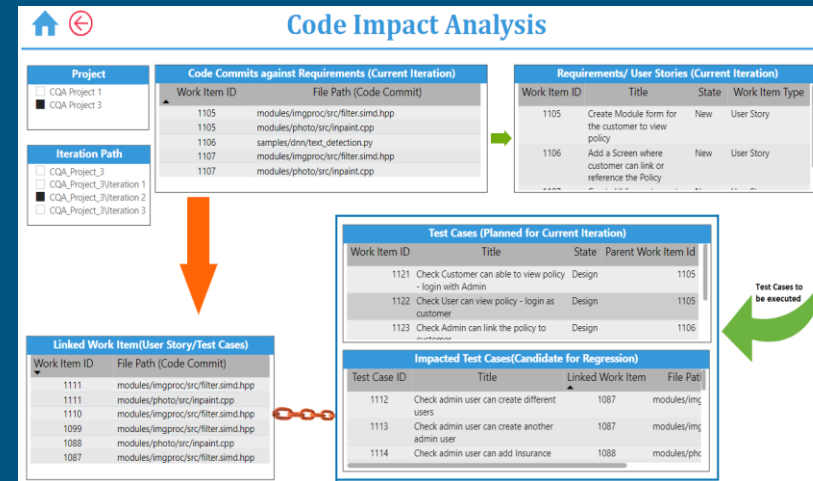 Code Impact Analysis
Project
CQA Project 1
CQA Project 3
Iteration Path
CQA_Project_3
CQA_Project_3\Iteration 1
CQA_Project_3\Iteration 2
CQA_Project_3\Iteration 3
Code Commits against Requirements (Current Iteration)
Work Item ID File Path (Code Commit)
1105 modules/imgproc/src/filter.simd.hpp
1105 modules/photo/src/inpaint.cpp
1106 samples/dnn/text_detection.py
1107 modules/imgproc/src/filter.simd.hpp
1107 modules/photo/src/inpaint.cpp
Requirements/ User Stories (Current Iteration)
Work Item ID Title State Work Item Type
1105 Create Module form for New User Story
the customer to view
policy
1106 Add a Screen where New User Story
customer can link or
reference the Policy
Test Cases (Planned for Current Iteration)
Work Item ID Title State Parent Work Item Id
1121 Check Customer can able to view policy Design 1105
- login with Admin
1122 Check User can view policy - login as Design 1105
customer
1123 Check Admin can link the policy to Design 1106
customer
Test Cases to
be executed
Linked Work Item(User Story/Test Cases)
Work Item ID File Path (Code Commit)
1111 modules/imgproc/src/filter.simd.hpp
1111 modules/photo/src/inpaint.cpp
1110 modules/imgproc/src/filter.simd.hpp
1099 modules/imgproc/src/filter.simd.hpp
1088 modules/photo/src/inpaint.cpp
1087 modules/imgproc/src/filter.simd.hpp
Impacted Test Cases(Candidate for Regression)
Test Case ID Title Linked Work Item File Path
1112 Check admin user can create different 1087 modules/img
users
1113 Check admin user can create another 1087 modules/img
admin user
1114 Check admin user can add Insurance 1088 modules/pho